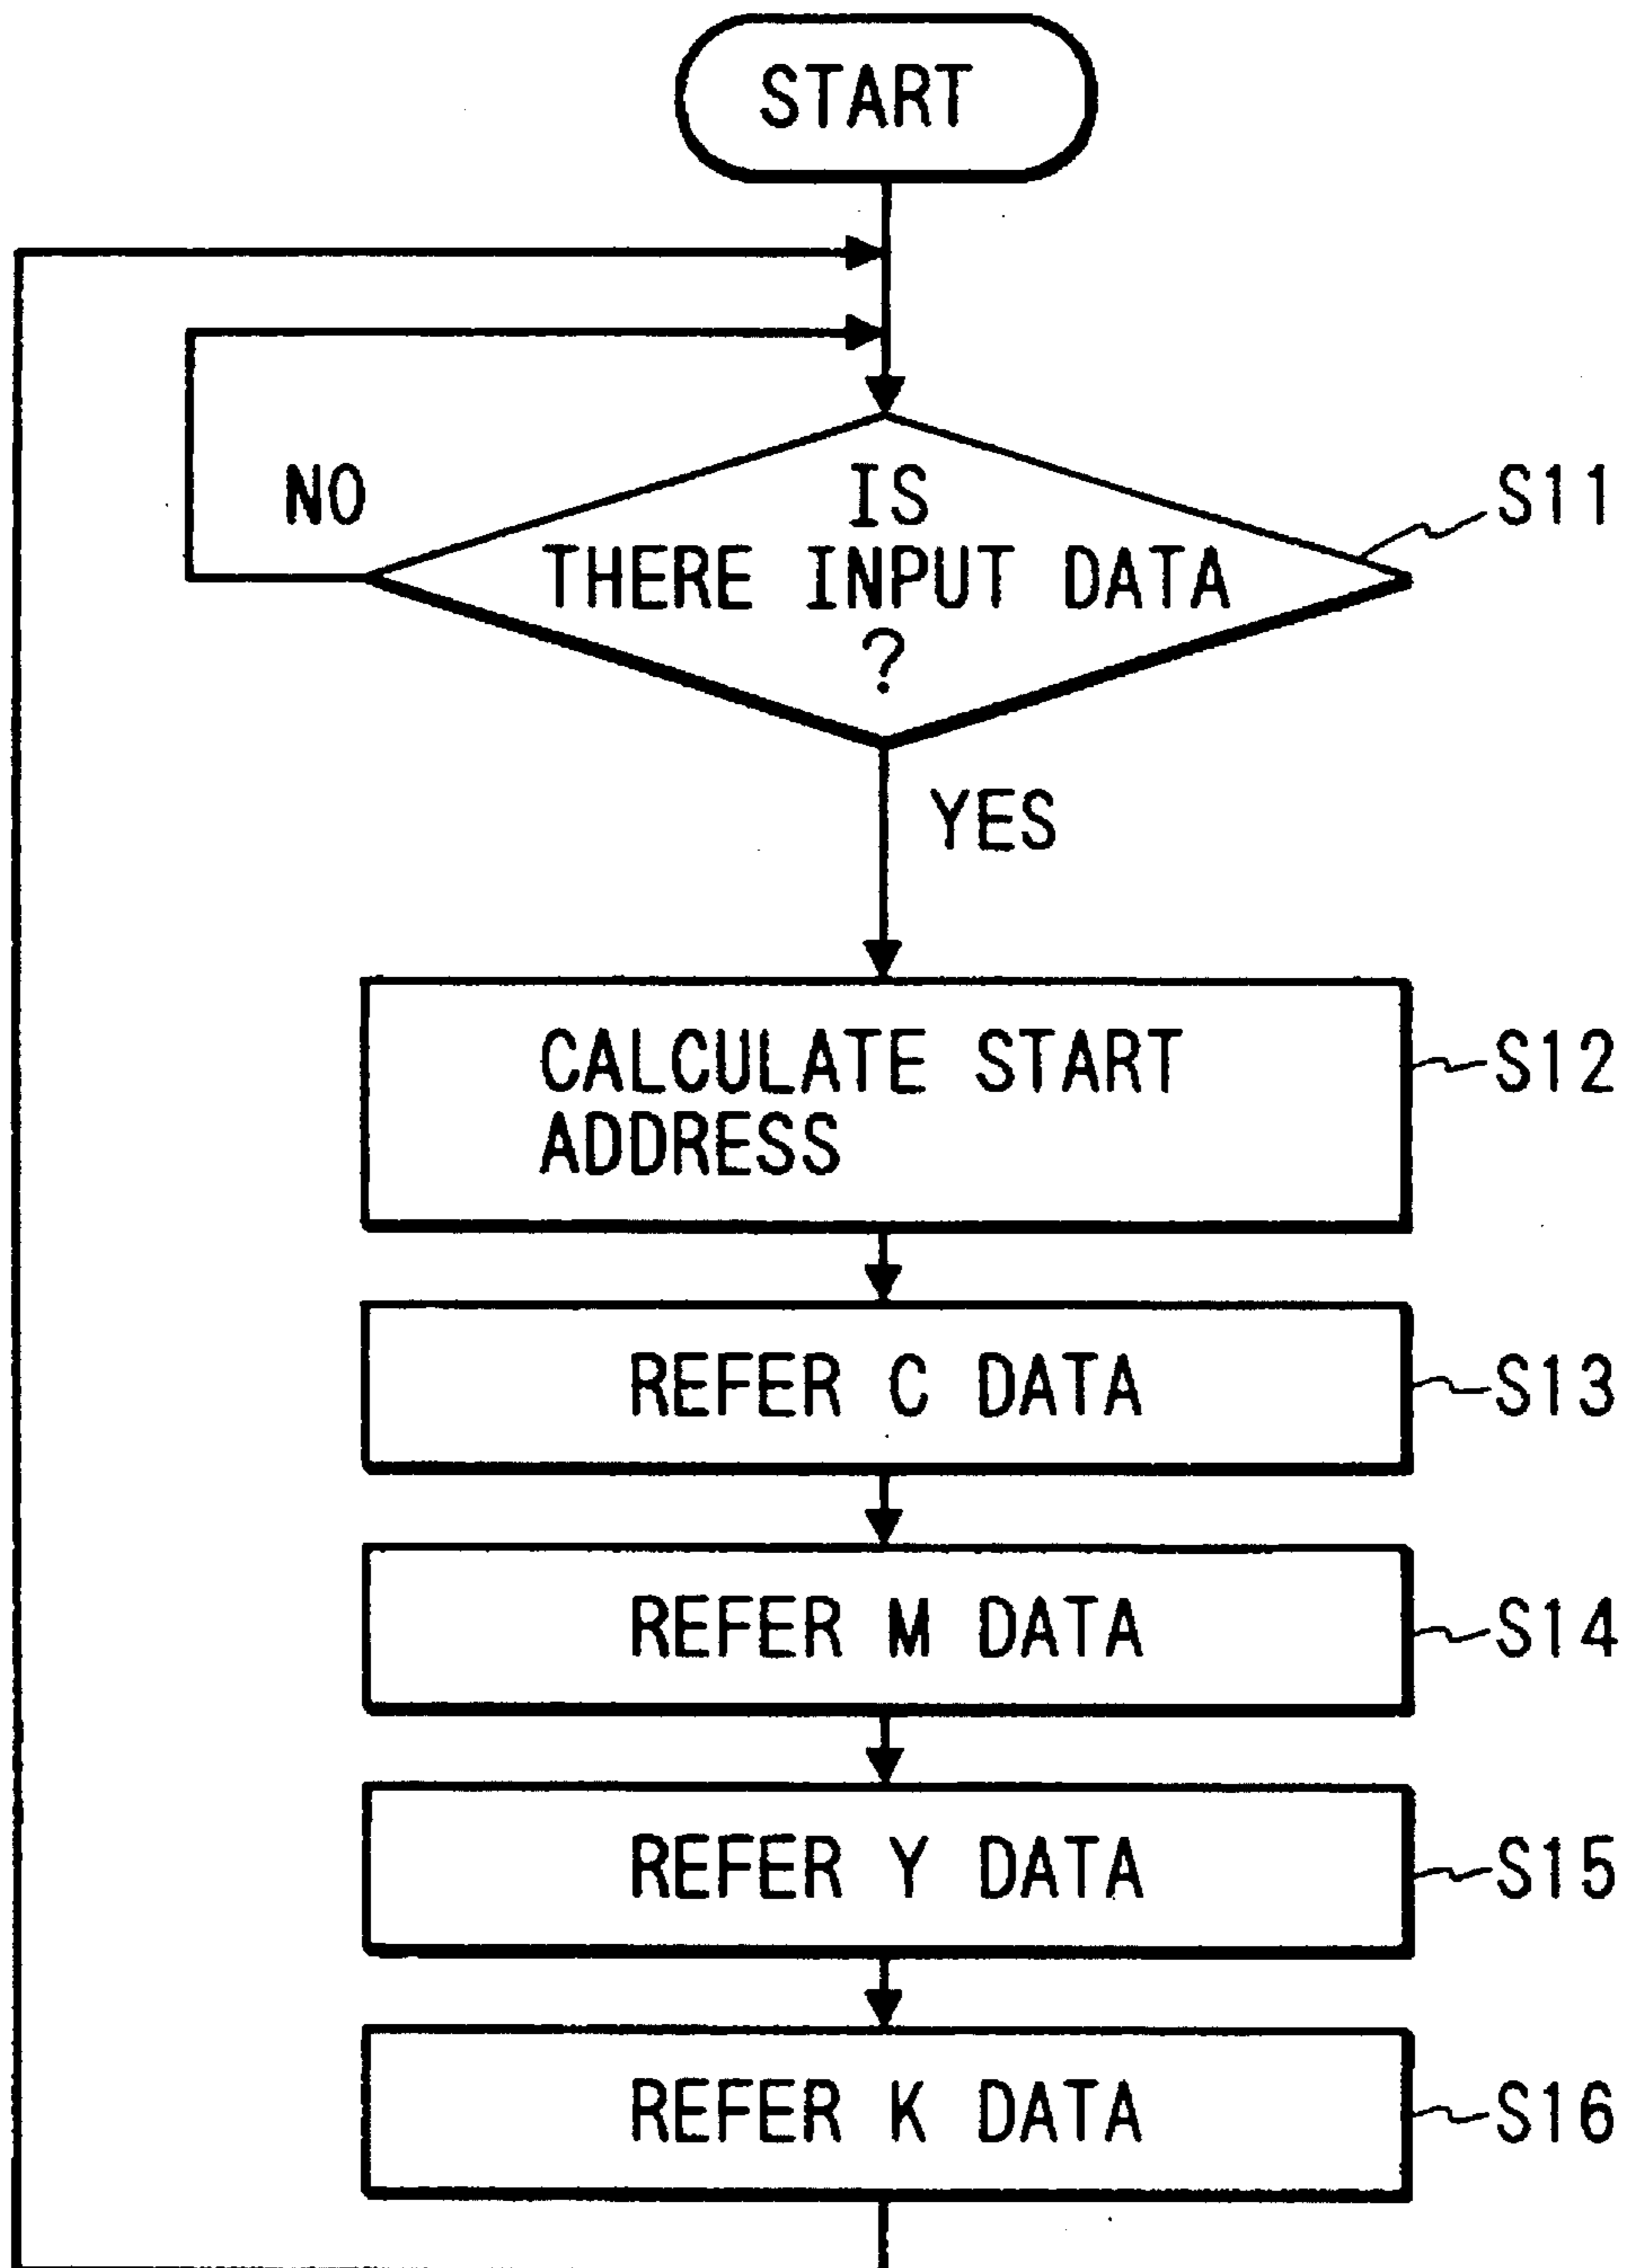 START
NO
IS
THERE INPUT DATA
?
S11
YES
CALCULATE START
ADDRESS
S12
REFER C DATA
S13
REFER M DATA
S14
REFER Y DATA
S15
REFER K DATA
S16